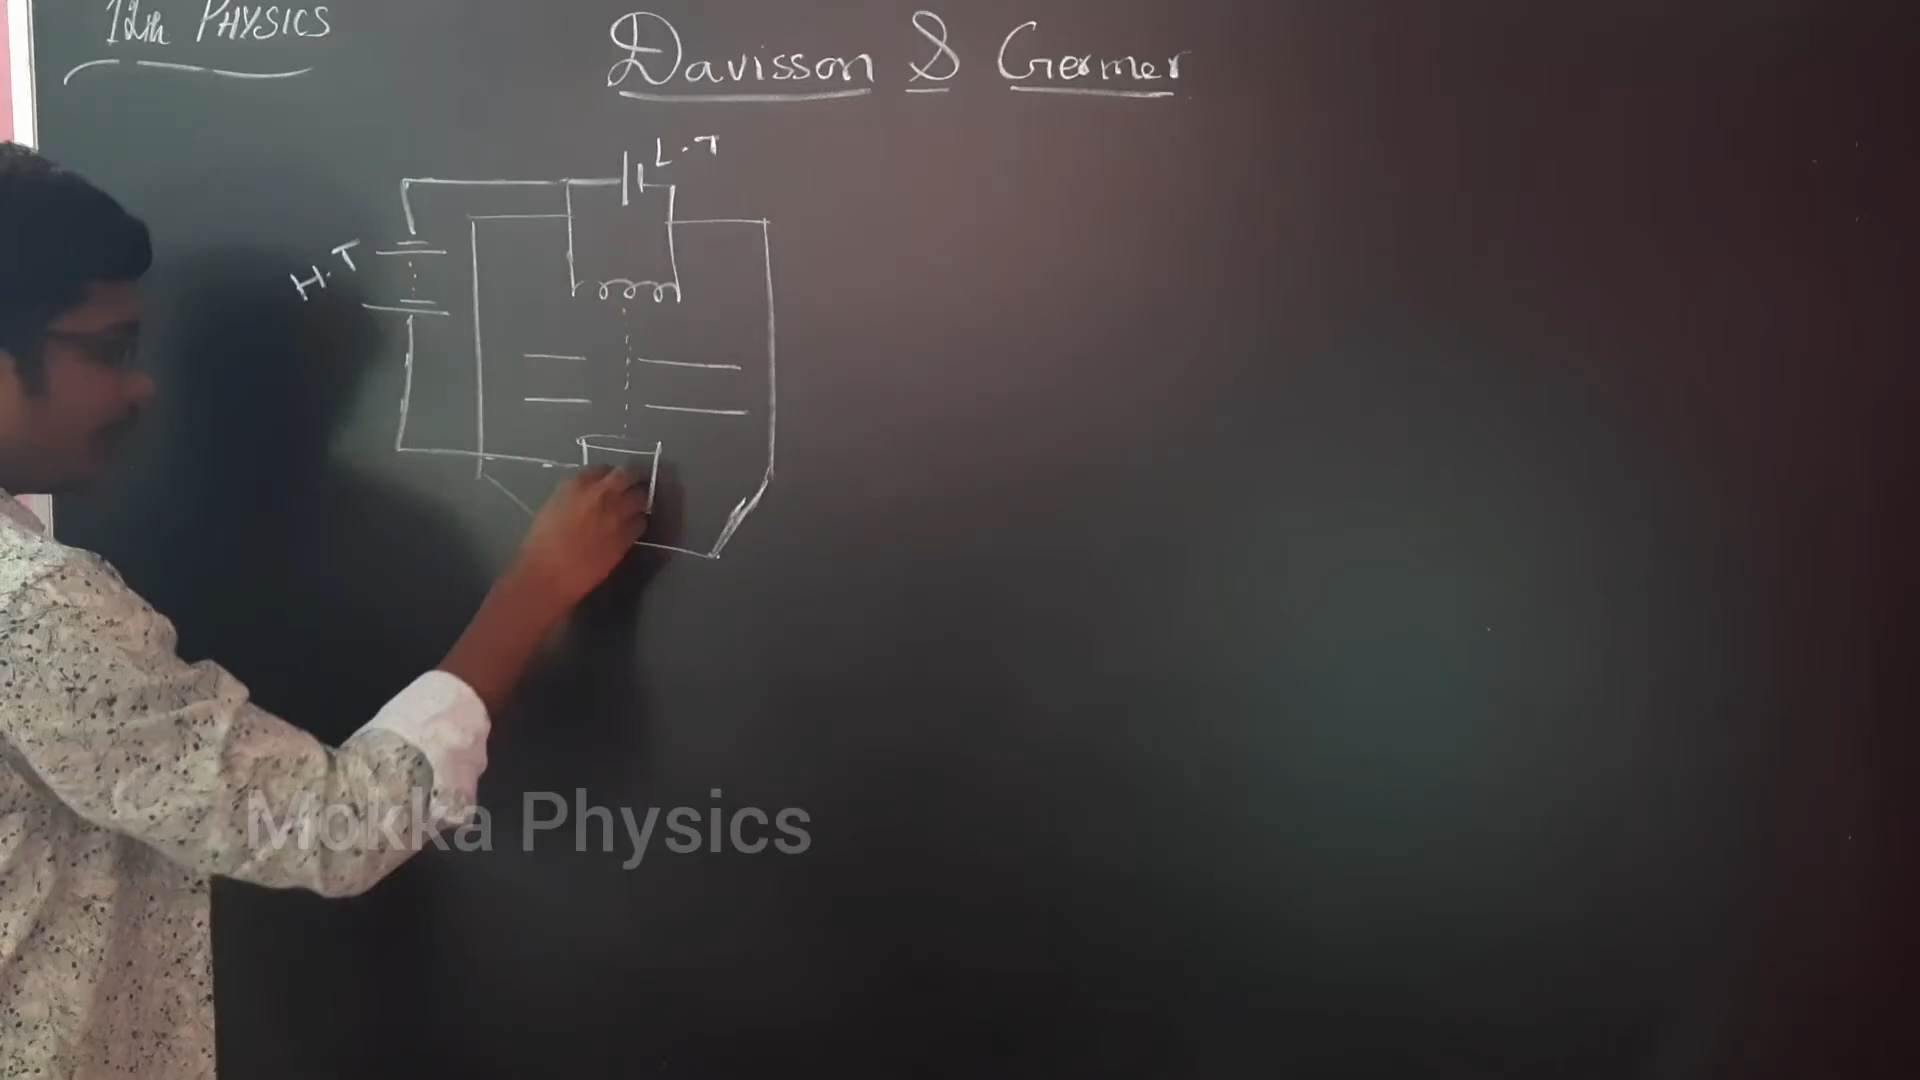 12th PHYSICS
Davisson & Germer
L.T
H.T
Mokka Physics